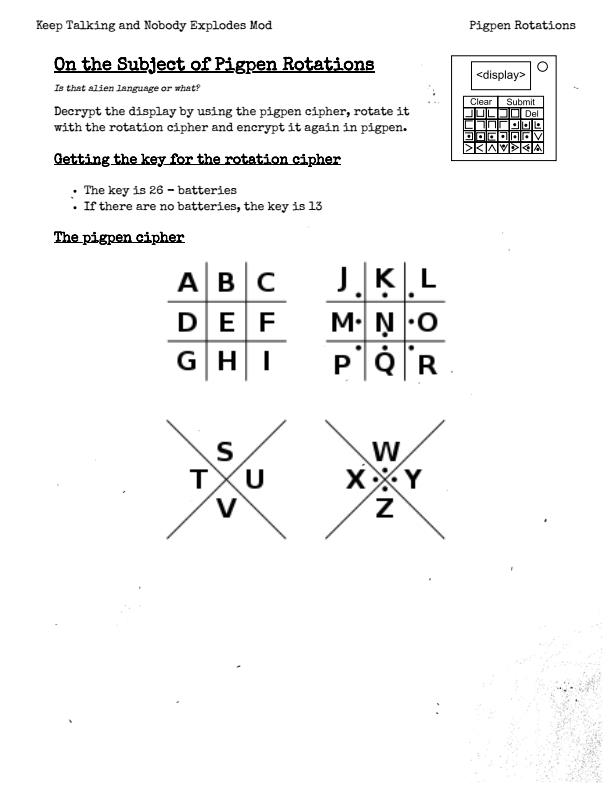 Keep Talking and Nobody Explodes Mod
Pigpen Rotations
On the Subject of Pigpen Rotations
Is that alien language or what?
Decrypt the display by using the pigpen cipher, rotate it
with the rotation cipher and encrypt it again in pigpen.
<display>
Clear Submit
Del
Getting the key for the rotation cipher
• The key is 26 - batteries
• If there are no batteries, the key is 13
The pigpen cipher
A B C
D E F
G H I
J K L
M N O
P Q R
S
T U
V
W
X Y
Z